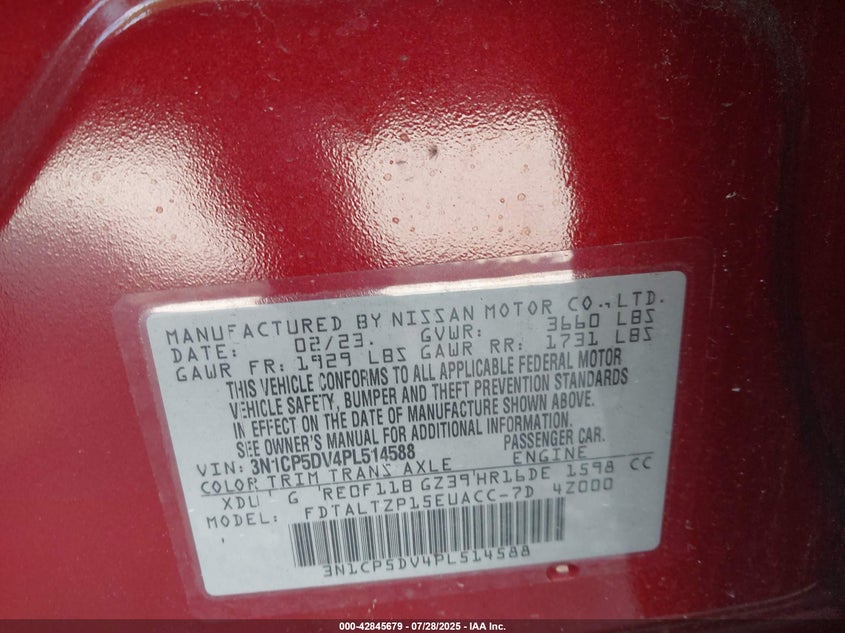 MANUFACTURED BY NISSAN MOTOR CO.,LTD.
DATE: 02/23. GVWR: 3660 LBS
GAWR FR: 1929 LBS GAWR RR: 1731 LBS
THIS VEHICLE CONFORMS TO ALL APPLICABLE FEDERAL MOTOR
VEHICLE SAFETY, BUMPER AND THEFT PREVENTION STANDARDS
IN EFFECT ON THE DATE OF MANUFACTURE SHOWN ABOVE.
SEE OWNER'S MANUAL FOR ADDITIONAL INFORMATION.
VIN: 3N1CP5DV4PL514588 PASSENGER CAR.
COLOR TRIM TRANS AXLE ENGINE
XDU G RE0F11B GZ39 HR16DE 1598 CC
MODEL: FDTALTZP15EUACC-7D 4Z000
3N1CP5DV4PL514588
000-42845679 - 07/28/2025 - IAA Inc.